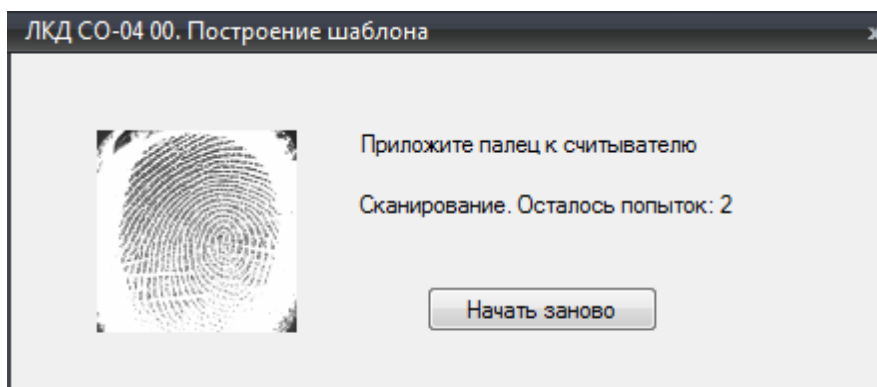 ЛКД СО-04 00. Построение шаблона
Приложите палец к считывателю
Сканирование. Осталось попыток: 2
Начать заново